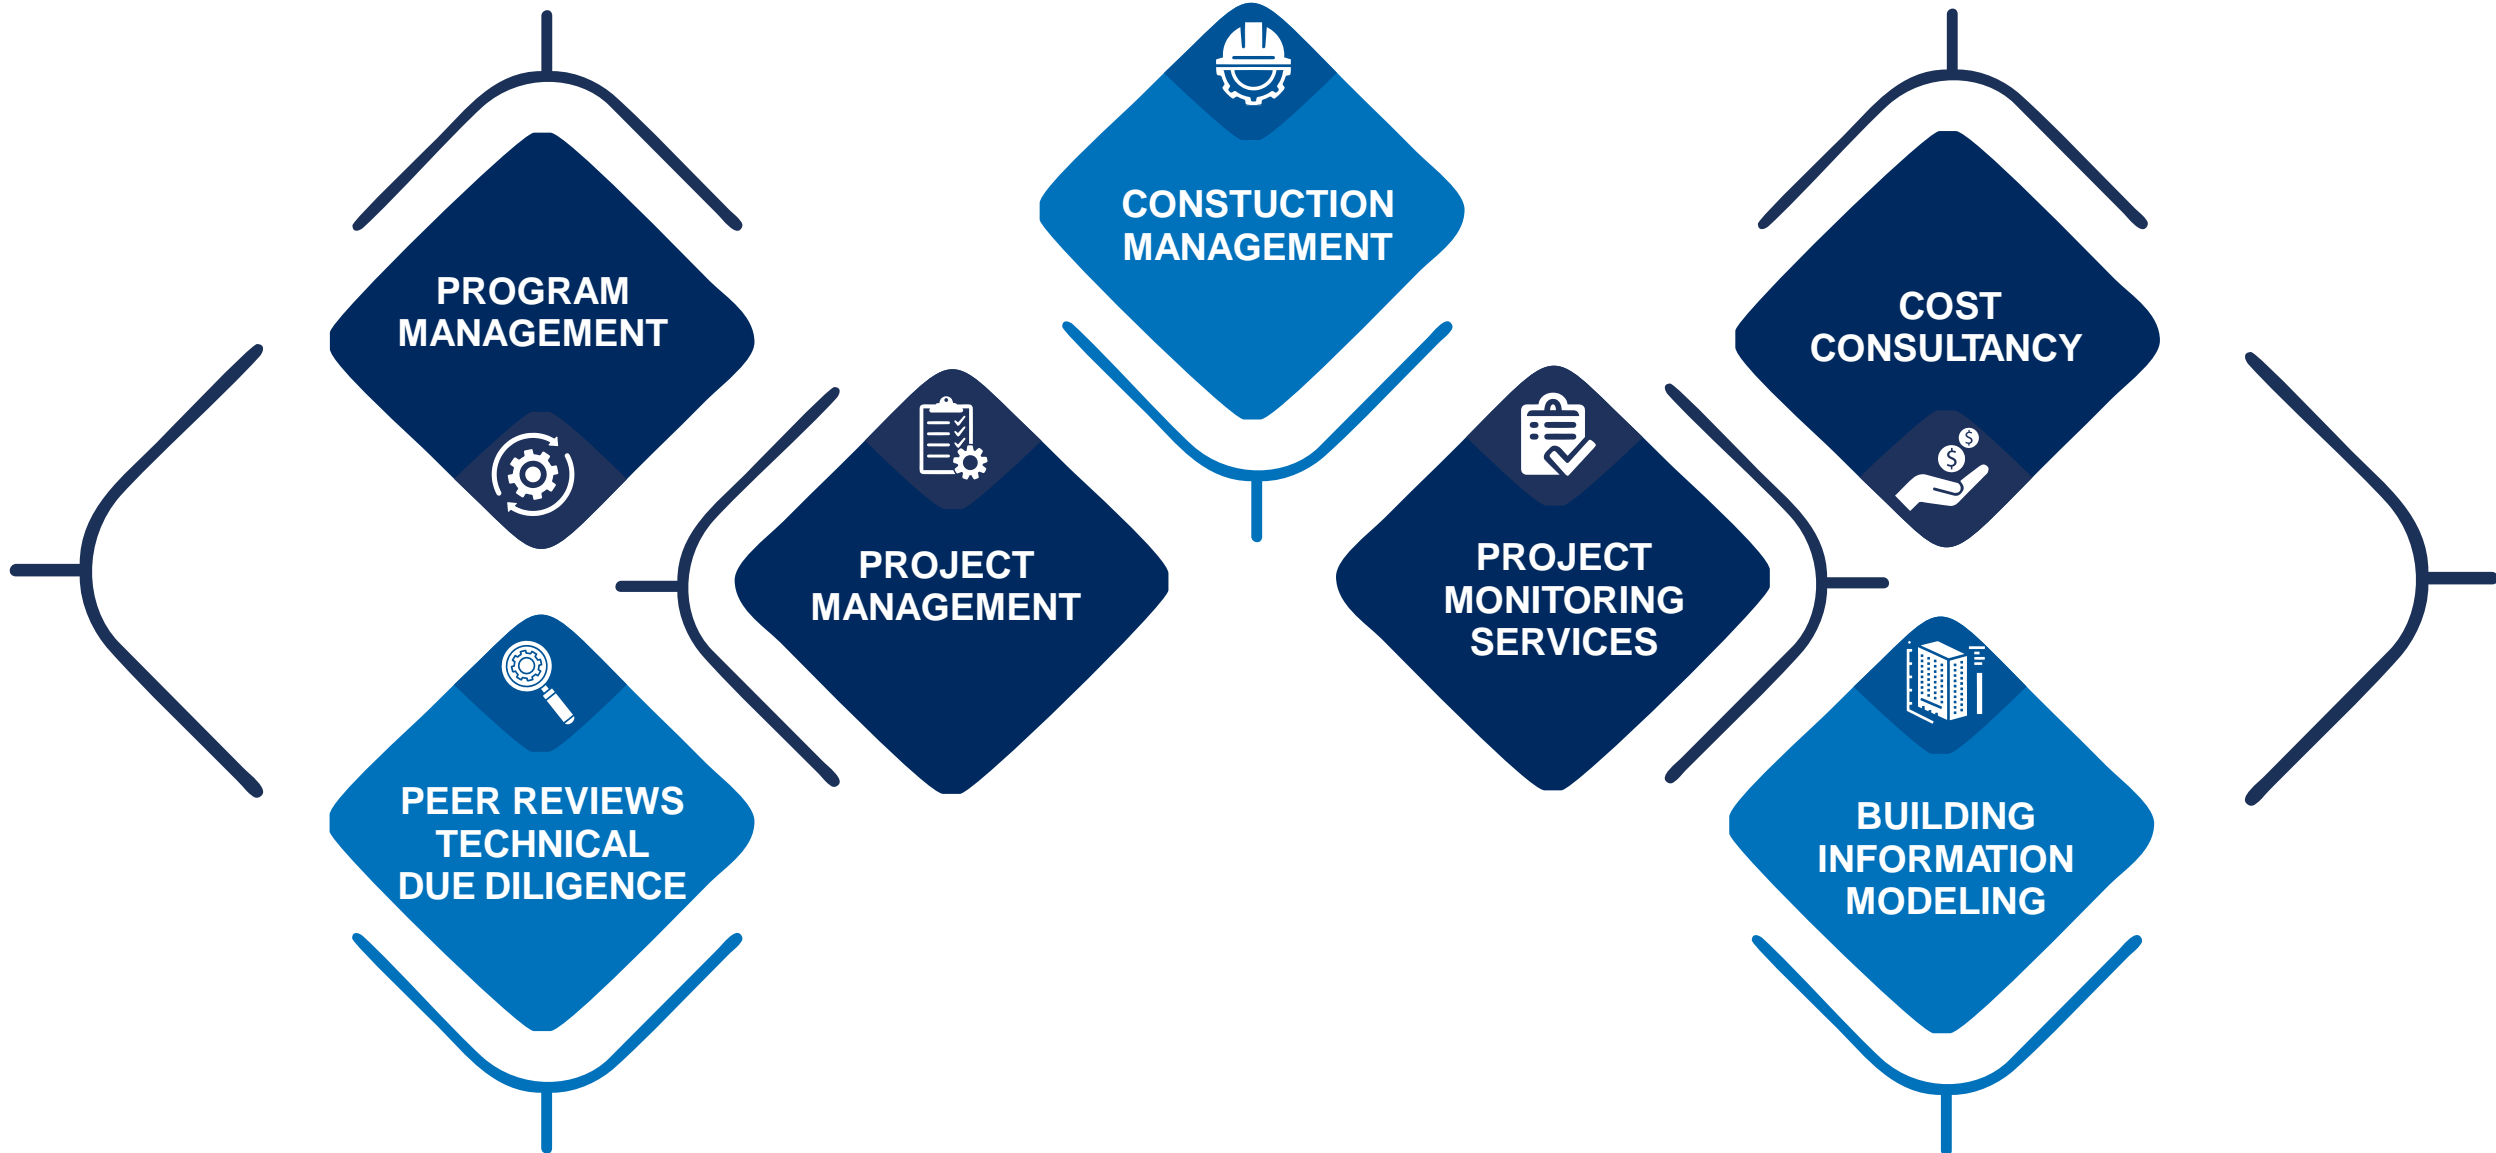 PROGRAM
MANAGEMENT
PEER REVIEWS
TECHNICAL
DUE DILIGENCE
PROJECT
MANAGEMENT
CONSTUCTION
MANAGEMENT
PROJECT
MONITORING
SERVICES
COST
CONSULTANCY
BUILDING
INFORMATION
MODELING